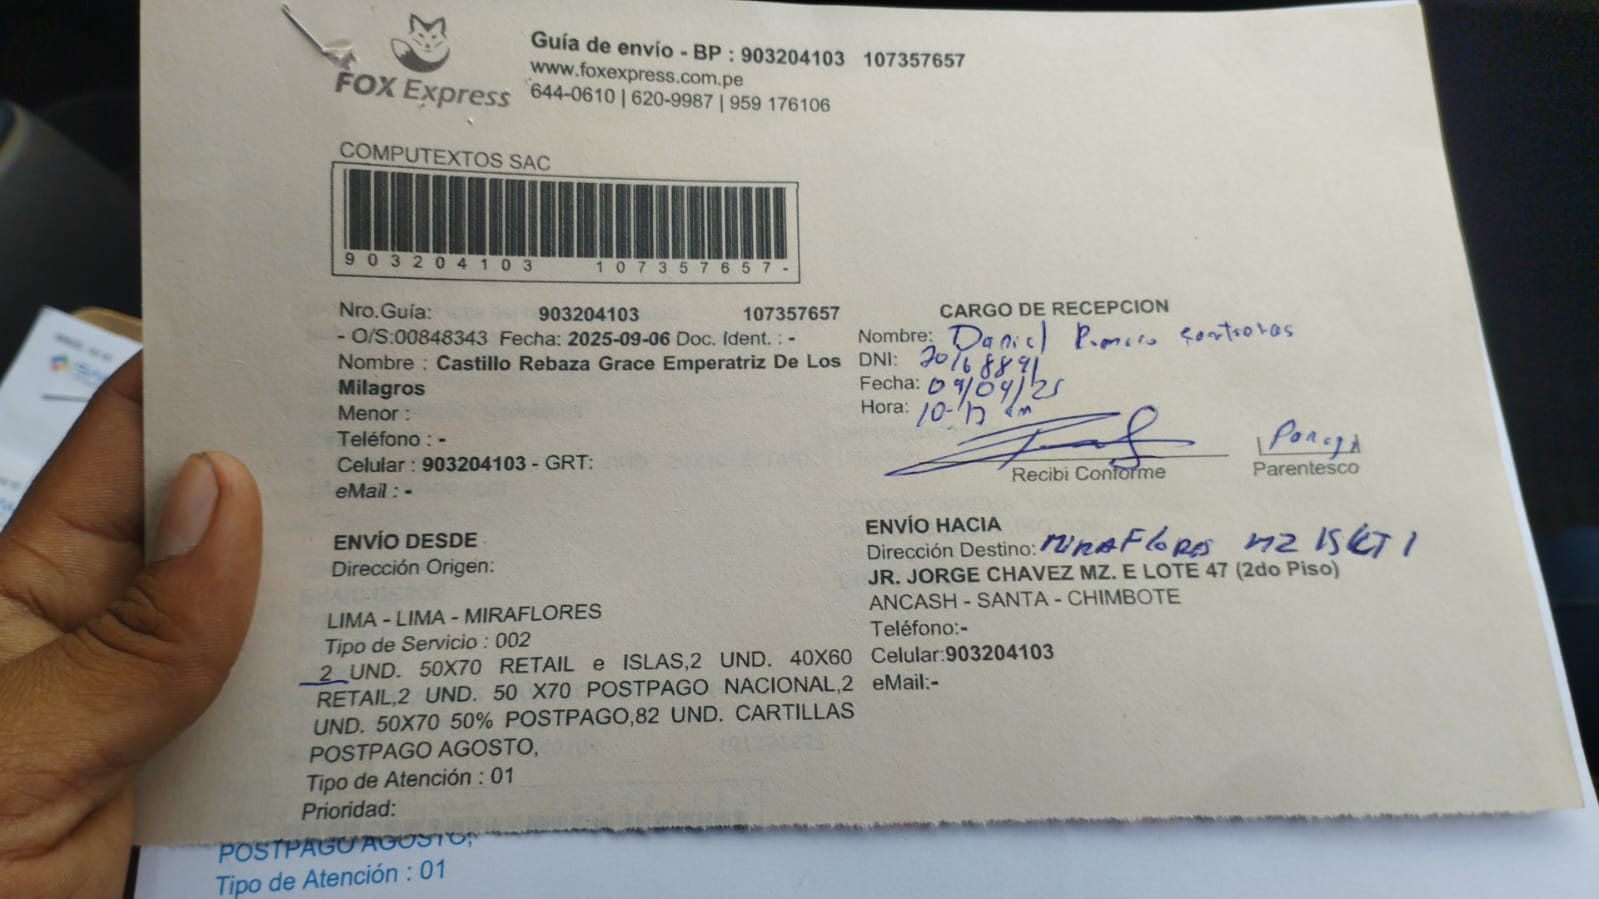 FOX Express
Guía de envío - BP : 903204103 107357657
www.foxexpress.com.pe
644-0610 | 620-9987 | 959 176106
COMPUTEXTOS SAC
903204103 107357657-
Nro.Guía: 903204103 107357657
- O/S:00848343 Fecha: 2025-09-06 Doc. Ident. : -
Nombre : Castillo Rebaza Grace Emperatriz De Los
Milagros
Menor :
Teléfono : -
Celular : 903204103 - GRT:
eMail : -
CARGO DE RECEPCION
Nombre: Daniel
DNI:
Fecha: 09/09/25
Hora:
Recibi Conforme
Parentesco
ENVÍO DESDE
Dirección Origen:
LIMA - LIMA - MIRAFLORES
Tipo de Servicio : 002
2 UND. 50X70 RETAIL e ISLAS,2 UND. 40X60
RETAIL,2 UND. 50 X70 POSTPAGO NACIONAL,2
UND. 50X70 50% POSTPAGO,82 UND. CARTILLAS
POSTPAGO AGOSTO,
Tipo de Atención : 01
Prioridad:
ENVÍO HACIA
Dirección Destino: MIRAFLORES MZ
JR. JORGE CHAVEZ MZ. E LOTE 47 (2do Piso)
ANCASH - SANTA - CHIMBOTE
Teléfono:-
Celular:903204103
eMail:-
POSTPAGO AGOSTO,
Tipo de Atención : 01